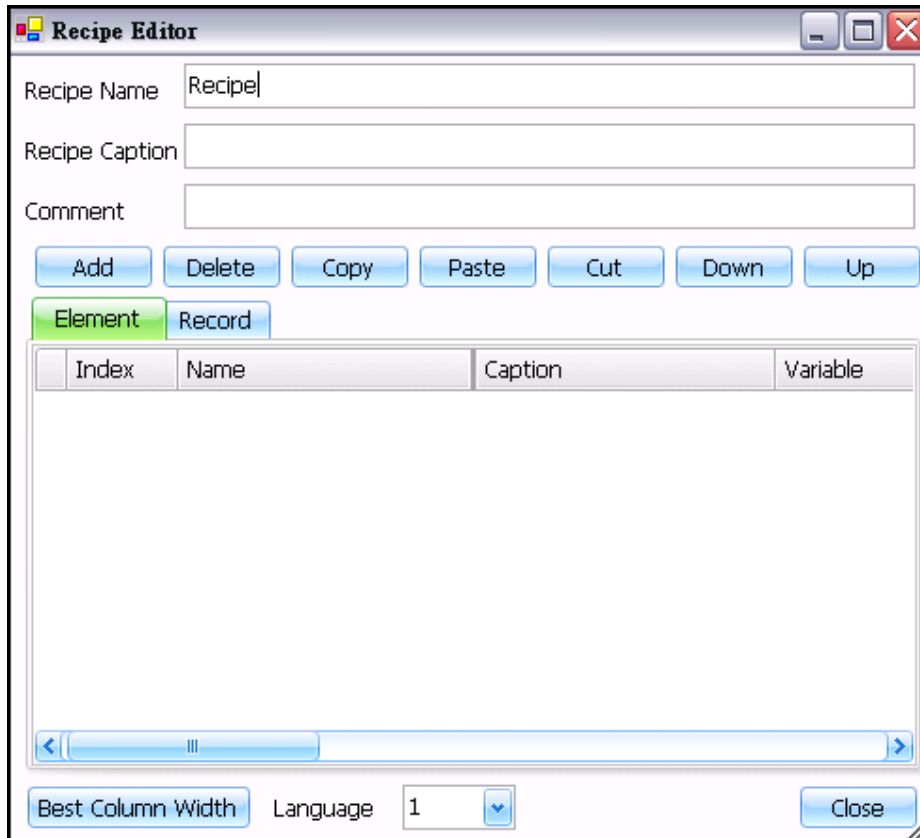 Recipe Editor
Recipe Name Recipe
Recipe Caption
Comment
Add Delete Copy Paste Cut Down Up
Element Record
Index Name Caption Variable
Best Column Width Language 1 Close